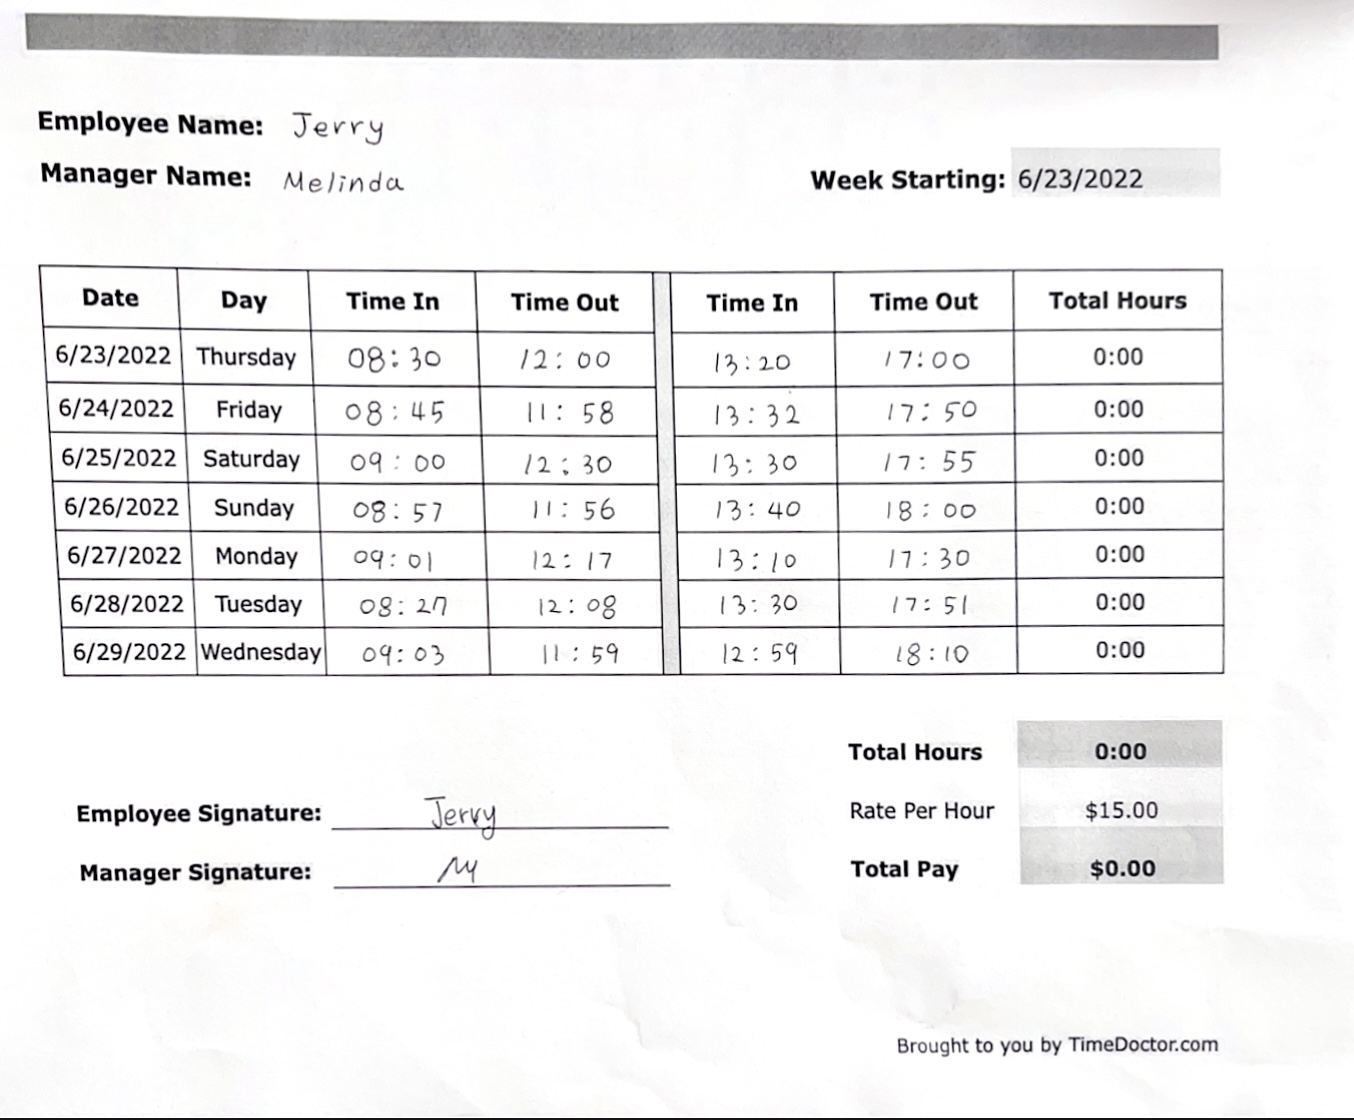 Employee Name: Jerry
Manager Name: Melinda
Week Starting: 6/23/2022
Date Day Time In Time Out Time In Time Out Total Hours
6/23/2022 Thursday 08:30 12:00 13:20 17:00 0:00
6/24/2022 Friday 08:45 11:58 13:32 17:50 0:00
6/25/2022 Saturday 09:00 12:30 13:30 17:55 0:00
6/26/2022 Sunday 08:57 11:56 13:40 18:00 0:00
6/27/2022 Monday 09:01 12:17 13:10 17:30 0:00
6/28/2022 Tuesday 08:27 12:08 13:30 17:51 0:00
6/29/2022 Wednesday 09:03 11:59 12:59 18:10 0:00
Total Hours 0:00
Rate Per Hour $15.00
Employee Signature: Jerry
Total Pay $0.00
Manager Signature: M
Brought to you by TimeDoctor.com